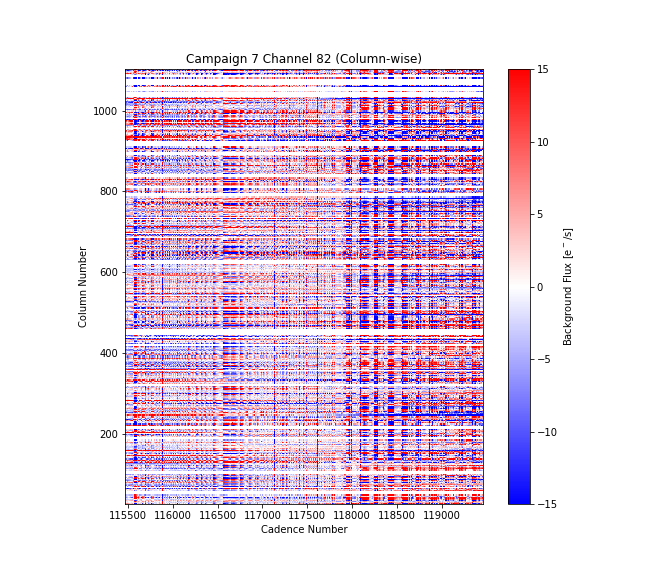 Campaign 7 Channel 82 (Column-wise)
1000
800
600
400
200
Column Number
115500 116000 116500 117000 117500 118000 118500 119000
Cadence Number
15
10
5
0
−5
−10
−15
Background Flux [e⁻/s]